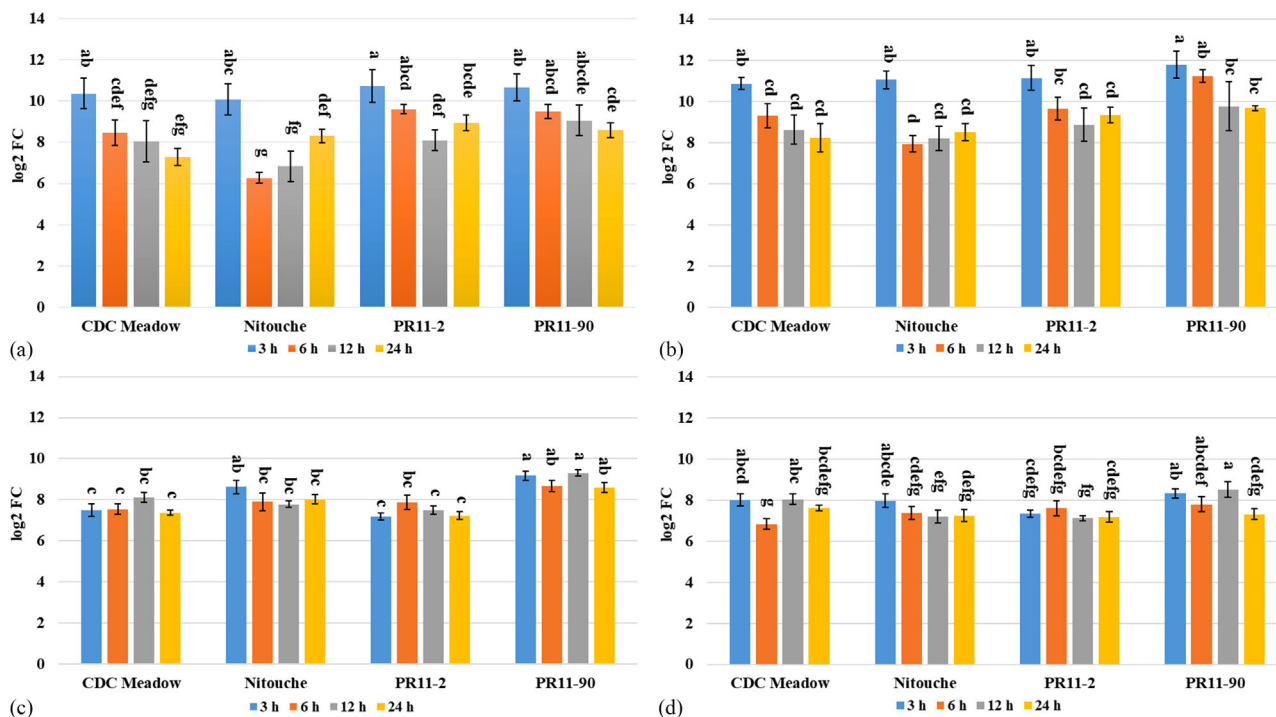 14
12
10
8
6
4
2
0
log2 FC
ab cdef defg efg abc g fg def a abcd def bcde ab abcd abcde cde
CDC Meadow Nitouche PR11-2 PR11-90
3 h 6 h 12 h 24 h
(a)
14
12
10
8
6
4
2
0
log2 FC
ab cd cd cd ab d cd cd ab bc cd cd a ab bc bc
CDC Meadow Nitouche PR11-2 PR11-90
3 h 6 h 12 h 24 h
(b)
14
12
10
8
6
4
2
0
log2 FC
c c bc c ab bc bc bc c bc c c a ab a ab
CDC Meadow Nitouche PR11-2 PR11-90
3 h 6 h 12 h 24 h
(c)
14
12
10
8
6
4
2
0
log2 FC
abcd g abc bcdefg abcde cdefg efg defg cdefg bcdefg fg cdefg ab abcdef a cdefg
CDC Meadow Nitouche PR11-2 PR11-90
3 h 6 h 12 h 24 h
(d)